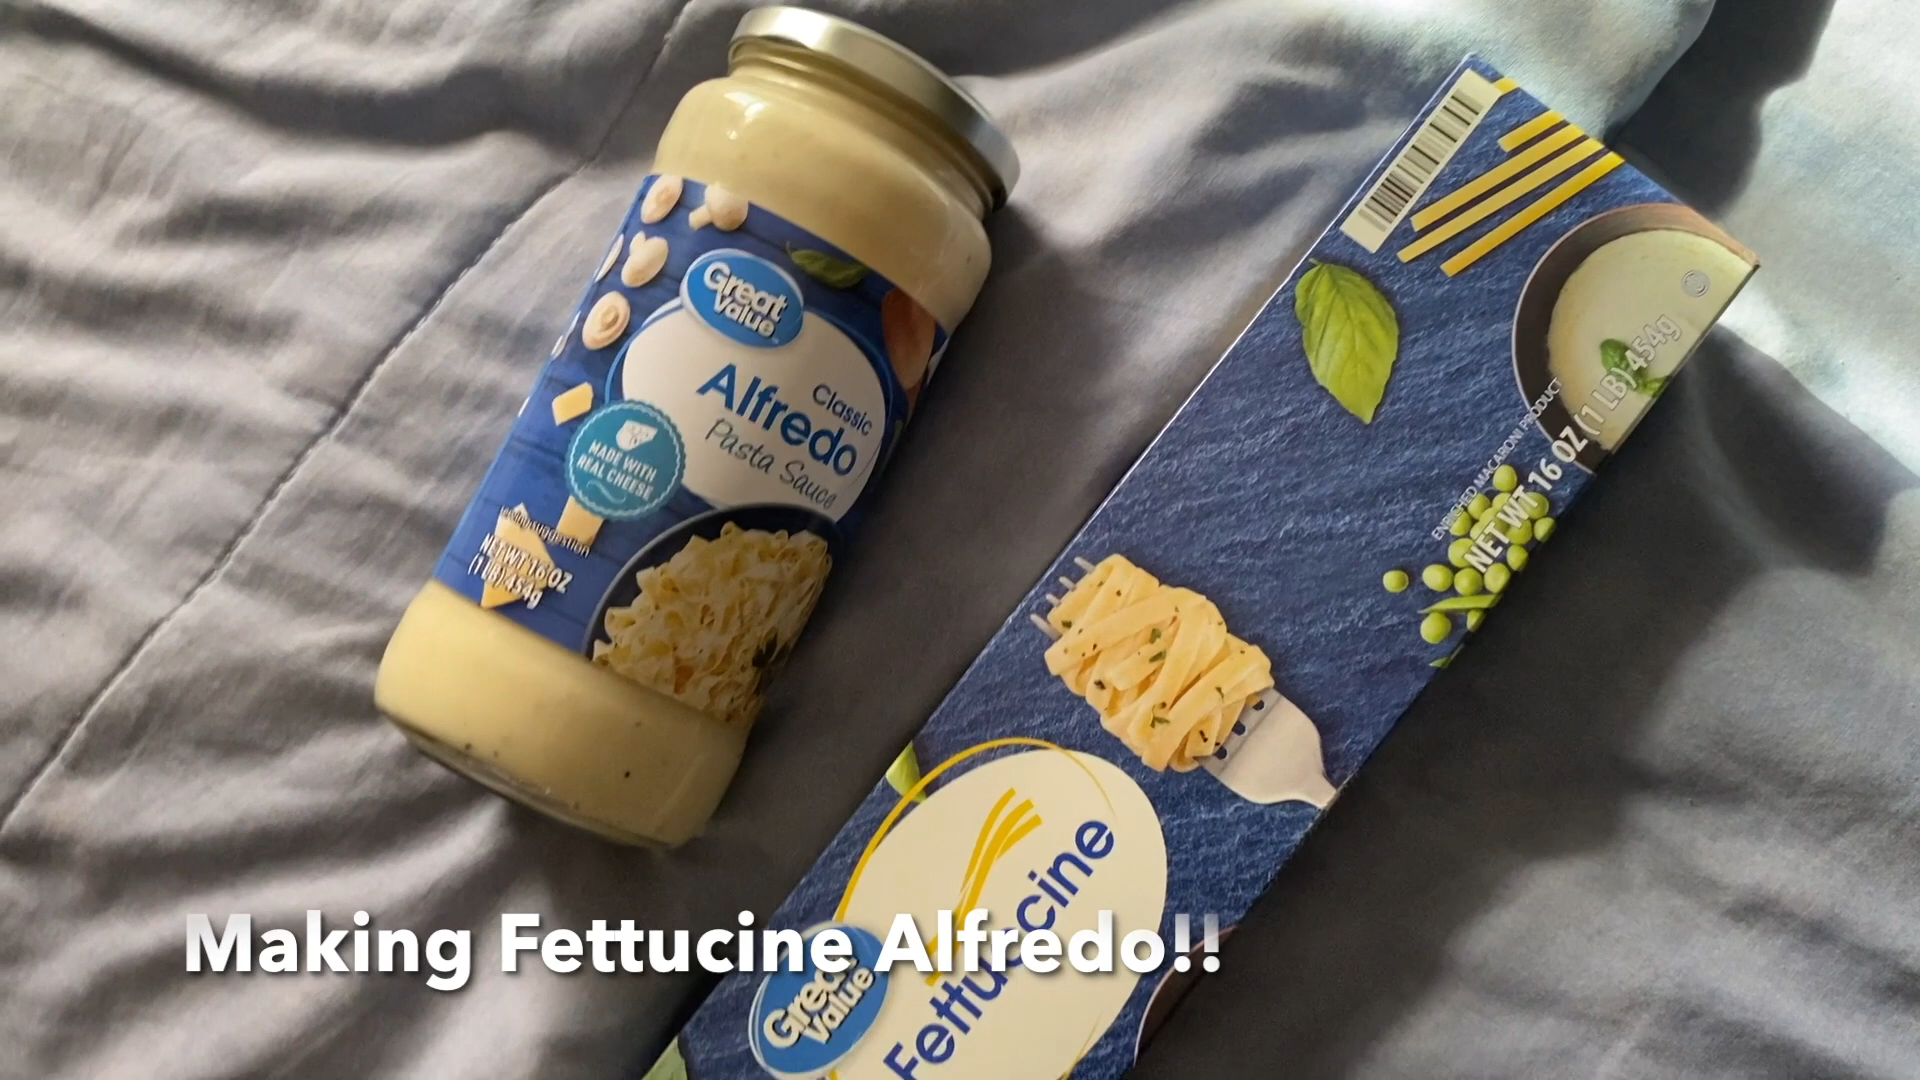 Great
Value
Classic
Alfredo
Pasta Sauce
MADE WITH
REAL CHEESE
NET WT 16 OZ
(1 LB) 454g
ENRICHED MACARONI PRODUCT
NET WT 16 OZ (1 LB) 454g
Fettuccine
Great
Value
Making Fettucine Alfredo!!